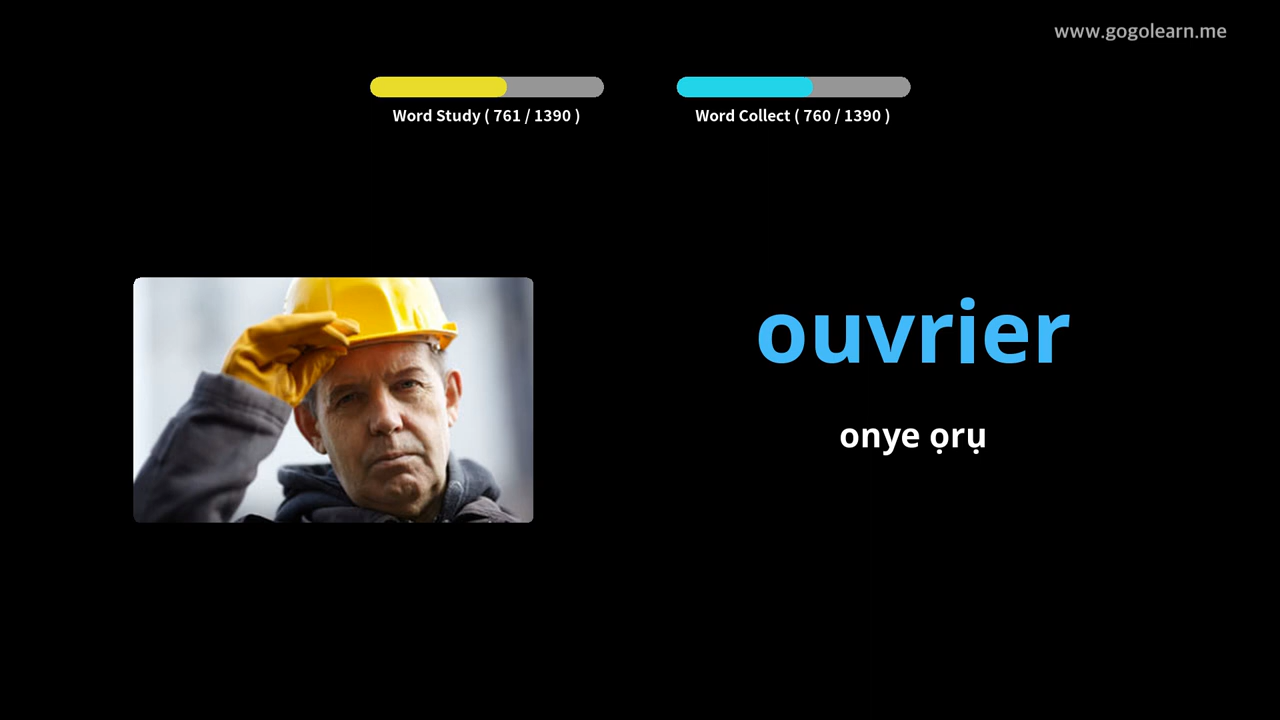 www.gogolearn.me
Word Study ( 761 / 1390 )
Word Collect ( 760 / 1390 )
ouvrier
onye ọrụ